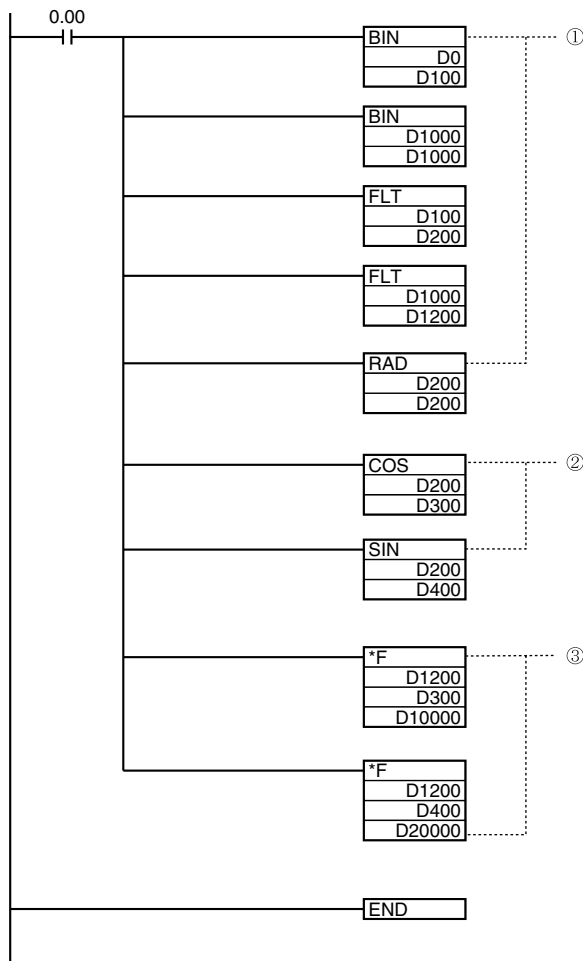 0.00
BIN ①
D0
D100
BIN
D1000
D1000
FLT
D100
D200
FLT
D1000
D1200
RAD
D200
D200
COS ②
D200
D300
SIN
D200
D400
*F ③
D1200
D300
D10000
*F
D1200
D400
D20000
END